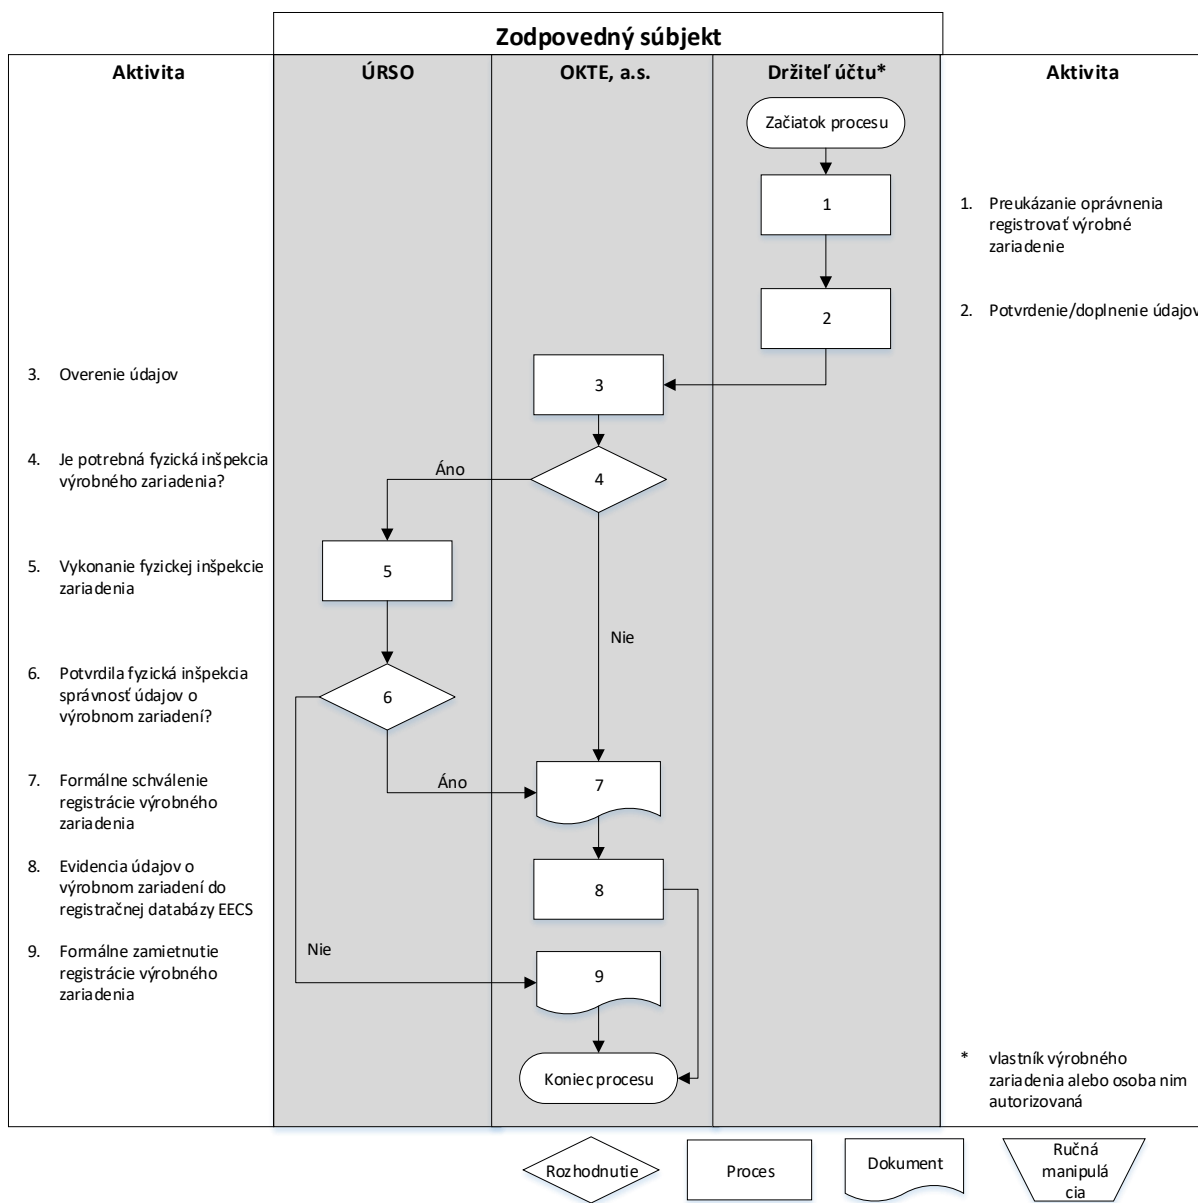 Zodpovedný súbjekt
Aktivita
ÚRSO
OKTE, a.s.
Držiteľ účtu*
Aktivita
Začiatok procesu
1
1. Preukázanie oprávnenia
registrovať výrobné
zariadenie
2
2. Potvrdenie/doplnenie údajov
3. Overenie údajov
3
4. Je potrebná fyzická inšpekcia
výrobného zariadenia?
Áno
4
5. Vykonanie fyzickej inšpekcie
zariadenia
5
Nie
6. Potvrdila fyzická inšpekcia
správnosť údajov o
výrobnom zariadení?
6
7. Formálne schválenie
registrácie výrobného
zariadenia
Áno
7
8. Evidencia údajov o
výrobnom zariadení do
registračnej databázy EECS
8
9. Formálne zamietnutie
registrácie výrobného
zariadenia
Nie
9
Koniec procesu
* vlastník výrobného
zariadenia alebo osoba nim
autorizovaná
Rozhodnutie
Proces
Dokument
Ručná
manipulá
cia